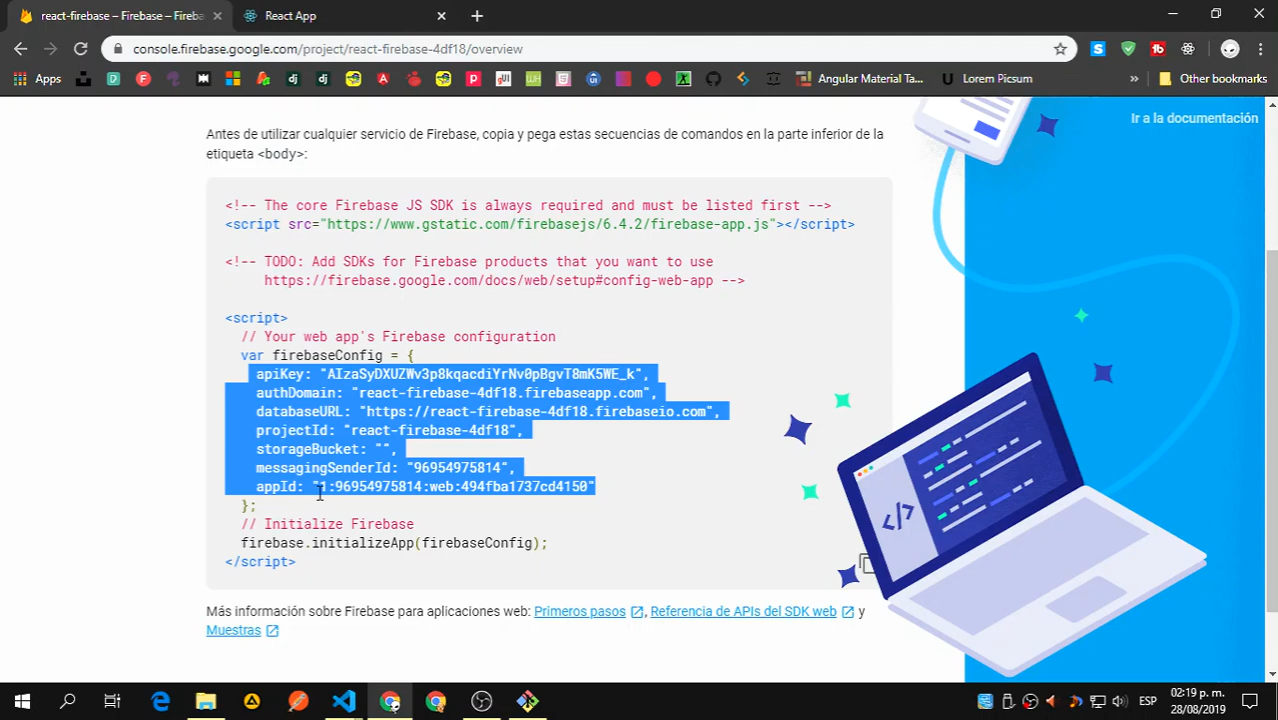 react-firebase – Firebase – Fireba
React App
console.firebase.google.com/project/react-firebase-4df18/overview
Apps
Angular Material Ta...
Lorem Picsum
Other bookmarks
Ir a la documentación
Antes de utilizar cualquier servicio de Firebase, copia y pega estas secuencias de comandos en la parte inferior de la
etiqueta <body>:
<!-- The core Firebase JS SDK is always required and must be listed first -->
<script src="https://www.gstatic.com/firebasejs/6.4.2/firebase-app.js"></script>
<!-- TODO: Add SDKs for Firebase products that you want to use
https://firebase.google.com/docs/web/setup#config-web-app -->
<script>
// Your web app's Firebase configuration
var firebaseConfig = {
apiKey: "AIzaSyDXUZWv3p8kqacdiYrNv0pBgvT8mK5WE_k",
authDomain: "react-firebase-4df18.firebaseapp.com",
databaseURL: "https://react-firebase-4df18.firebaseio.com",
projectId: "react-firebase-4df18",
storageBucket: "",
messagingSenderId: "96954975814",
appId: "1:96954975814:web:494fba1737cd4150"
};
// Initialize Firebase
firebase.initializeApp(firebaseConfig);
</script>
Más información sobre Firebase para aplicaciones web: Primeros pasos, Referencia de APIs del SDK web y
Muestras
ESP
02:19 p. m.
28/08/2019